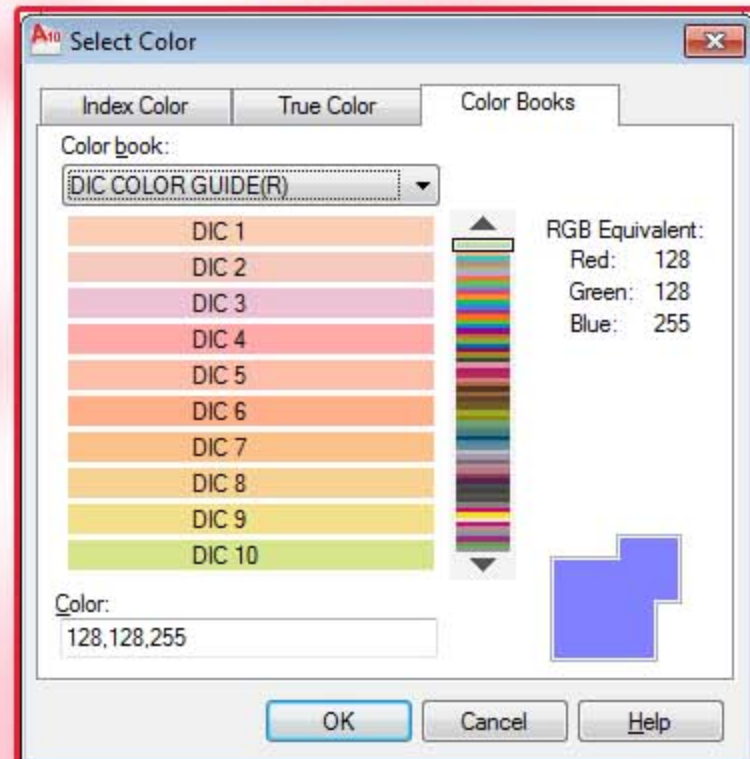 A10 Select Color
Index Color True Color Color Books
Color book:
DIC COLOR GUIDE(R)
DIC 1
DIC 2
DIC 3
DIC 4
DIC 5
DIC 6
DIC 7
DIC 8
DIC 9
DIC 10
RGB Equivalent:
Red: 128
Green: 128
Blue: 255
Color:
128,128,255
OK Cancel Help